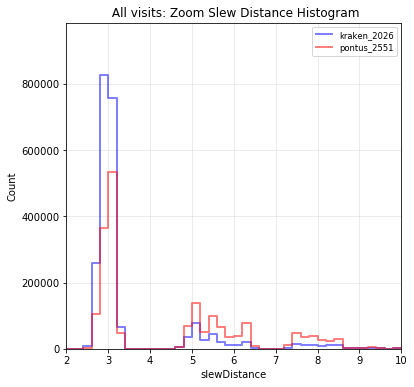 All visits: Zoom Slew Distance Histogram
kraken_2026
pontus_2551
800000
600000
400000
200000
0
Count
2 3 4 5 6 7 8 9 10
slewDistance